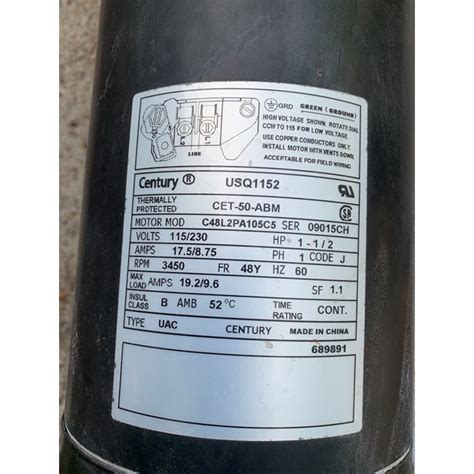 GRD GREEN (GROUND)
HIGH VOLTAGE SHOWN. ROTATE DIAL
CCW TO 115 FOR LOW VOLTAGE.
USE COPPER CONDUCTORS ONLY.
INSTALL MOTOR WITH VENTS DOWN.
ACCEPTABLE FOR FIELD WIRING
LINE
Century ® USQ1152
THERMALLY PROTECTED CET-50-ABM
MOTOR MOD C48L2PA105C5 SER 09015CH
VOLTS 115/230 HP 1-1/2
AMPS 17.5/8.75 PH 1 CODE J
RPM 3450 FR 48Y HZ 60
MAX LOAD AMPS 19.2/9.6 SF 1.1
INSUL CLASS B AMB 52°C TIME RATING CONT.
TYPE UAC CENTURY MADE IN CHINA
689891